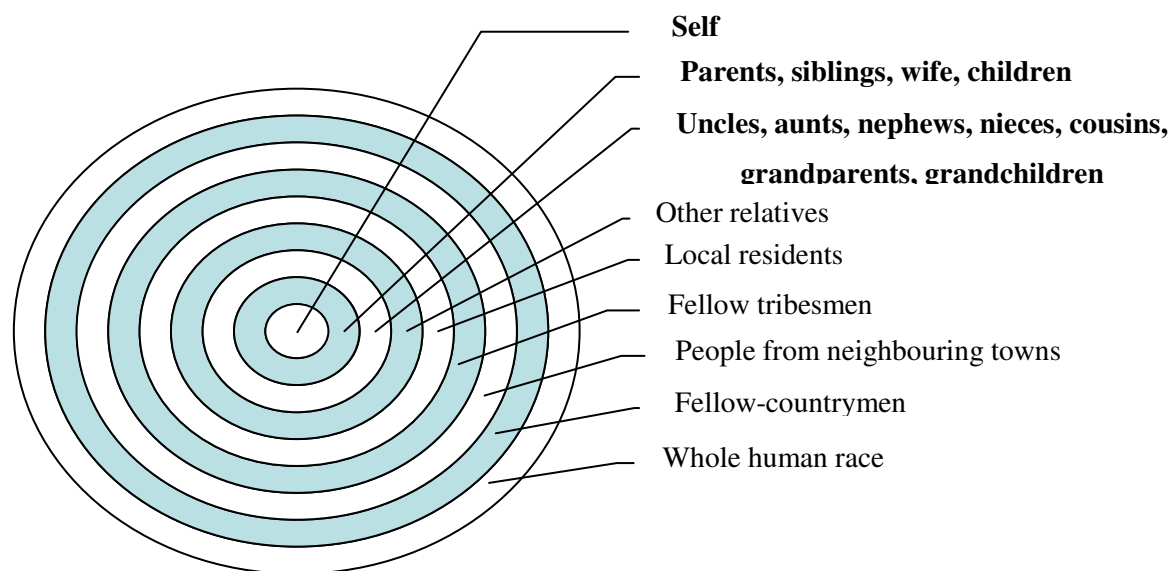 Self
Parents, siblings, wife, children
Uncles, aunts, nephews, nieces, cousins,
grandparents, grandchildren
Other relatives
Local residents
Fellow tribesmen
People from neighbouring towns
Fellow-countrymen
Whole human race